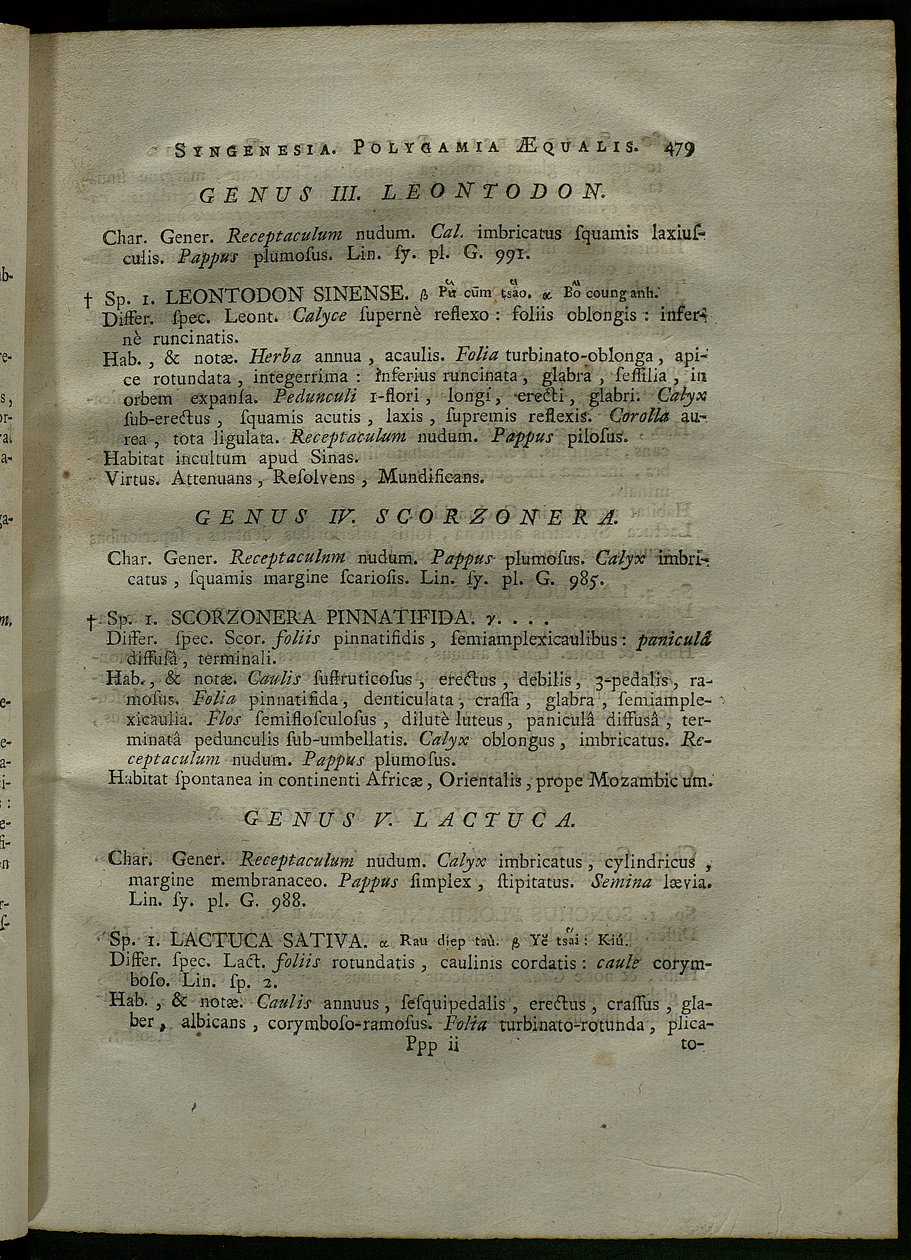 SYNGENESIA. POLYGAMIA ÆQUALIS. 479
GENUS III. LEONTODON.
Char. Gener. Receptaculum nudum. Cal. imbricatus ſquamis laxiuſ-
culis. Pappus plumoſus. Lin. ſy. pl. G. 991.
† Sp. 1. LEONTODON SINENSE. β Pû cūm tsào. α Bô coung anh.
Differ. ſpec. Leont. Calyce ſupernè reflexo : foliis oblongis : infer-
nè runcinatis.
Hab., & notæ. Herba annua, acaulis. Folia turbinato-oblonga, api-
ce rotundata, integerrima : inferius runcinata, glabra, ſeſſilia, in
orbem expanſa. Pedunculi 1-flori, longi, erecti, glabri. Calyx
ſub-erectus, ſquamis acutis, laxis, ſupremis reflexis. Corolla au-
rea, tota ligulata. Receptaculum nudum. Pappus piloſus.
Habitat incultum apud Sinas.
Virtus. Attenuans, Reſolvens, Mundificans.
GENUS IV. SCORZONERA.
Char. Gener. Receptaculnm nudum. Pappus plumoſus. Calyx imbri-
catus, ſquamis margine ſcarioſis. Lin. ſy. pl. G. 985.
† Sp. 1. SCORZONERA PINNATIFIDA. γ. . . .
Differ. ſpec. Scor. foliis pinnatifidis, ſemiamplexicaulibus : paniculâ
diffuſâ, terminali.
Hab., & notæ. Caulis ſuffruticoſus, erectus, debilis, 3-pedalis, ra-
moſus. Folia pinnatifida, denticulata, craſſa, glabra, ſemiample-
xicaulia. Flos ſemifloſculoſus, dilutè luteus, paniculâ diffusâ, ter-
minatâ pedunculis ſub-umbellatis. Calyx oblongus, imbricatus. Re-
ceptaculum nudum. Pappus plumoſus.
Habitat ſpontanea in continenti Africæ, Orientalis, prope Mozambicum.
GENUS V. LACTUCA.
Char. Gener. Receptaculum nudum. Calyx imbricatus, cylindricus,
margine membranaceo. Pappus ſimplex, ſtipitatus. Semina lævia.
Lin. ſy. pl. G. 988.
Sp. 1. LACTUCA SATIVA. α Rau diep taù. β Yĕ tsái : Kiú.
Differ. ſpec. Lact. foliis rotundatis, caulinis cordatis : caule corym-
boſo. Lin. ſp. 2.
Hab., & notæ. Caulis annuus, ſeſquipedalis, erectus, craſſus, gla-
ber, albicans, corymboſo-ramoſus. Folia turbinato-rotunda, plica-
Ppp ii to-